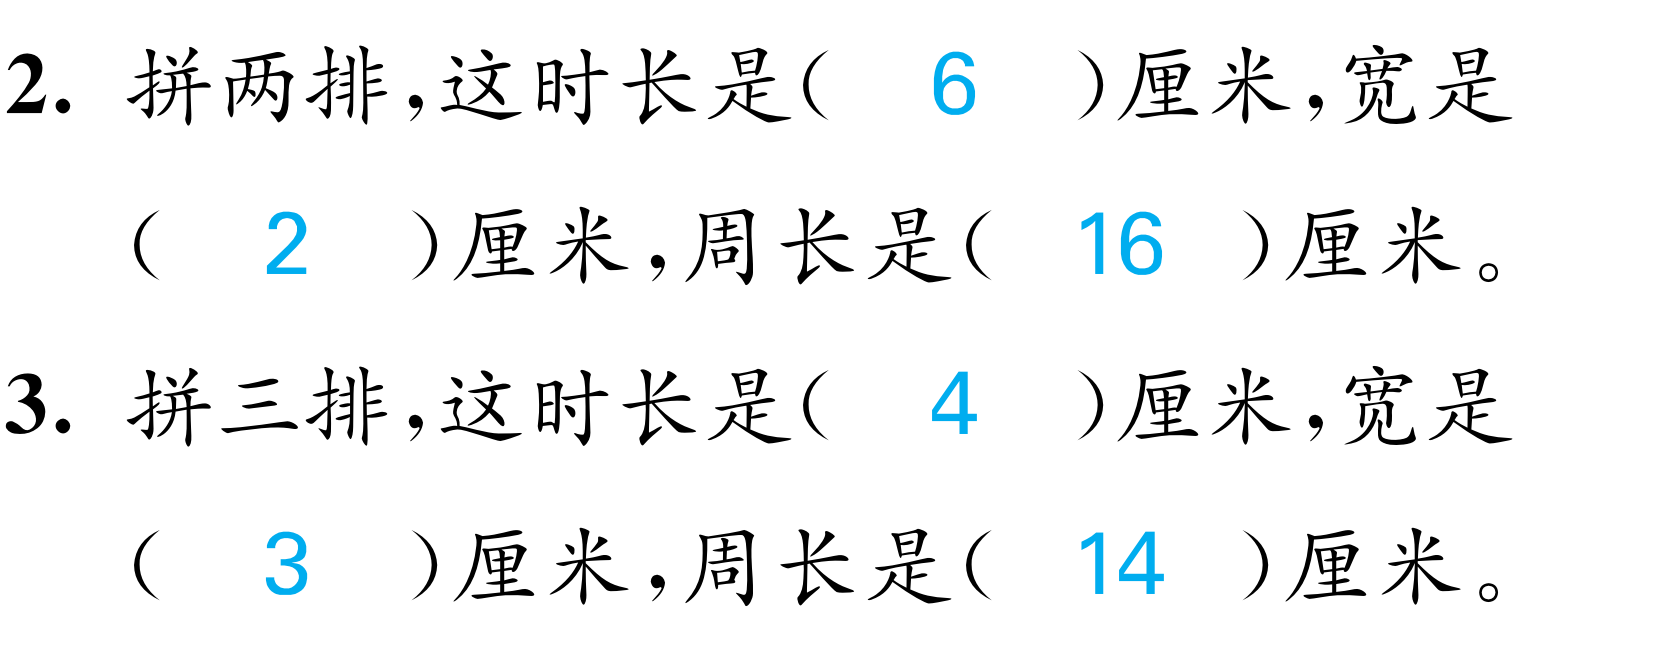 2. 拼两排,这时长是( 6 )厘米,宽是
( 2 )厘米,周长是( 16 )厘米。
3. 拼三排,这时长是( 4 )厘米,宽是
( 3 )厘米,周长是( 14 )厘米。